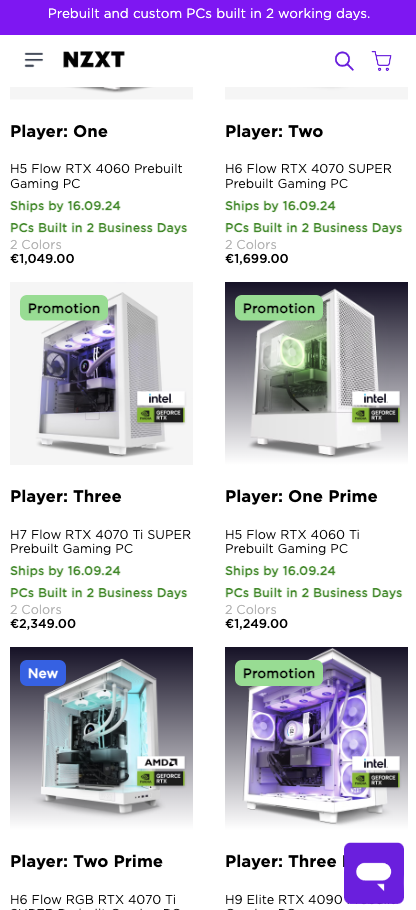 Prebuilt and custom PCs built in 2 working days.
NZXT
Player: One
H5 Flow RTX 4060 Prebuilt
Gaming PC
Ships by 16.09.24
PCs Built in 2 Business Days
2 Colors
€1,049.00
Player: Two
H6 Flow RTX 4070 SUPER
Prebuilt Gaming PC
Ships by 16.09.24
PCs Built in 2 Business Days
2 Colors
€1,699.00
Promotion
intel
NVIDIA
GEFORCE
RTX
Player: Three
H7 Flow RTX 4070 Ti SUPER
Prebuilt Gaming PC
Ships by 16.09.24
PCs Built in 2 Business Days
2 Colors
€2,349.00
Promotion
intel
NVIDIA
GEFORCE
RTX
Player: One Prime
H5 Flow RTX 4060 Ti
Prebuilt Gaming PC
Ships by 16.09.24
PCs Built in 2 Business Days
2 Colors
€1,249.00
New
AMD
NVIDIA
GEFORCE
RTX
Player: Two Prime
H6 Flow RGB RTX 4070 Ti
Promotion
intel
NVIDIA
GEFORCE
RTX
Player: Three
H9 Elite RTX 4090